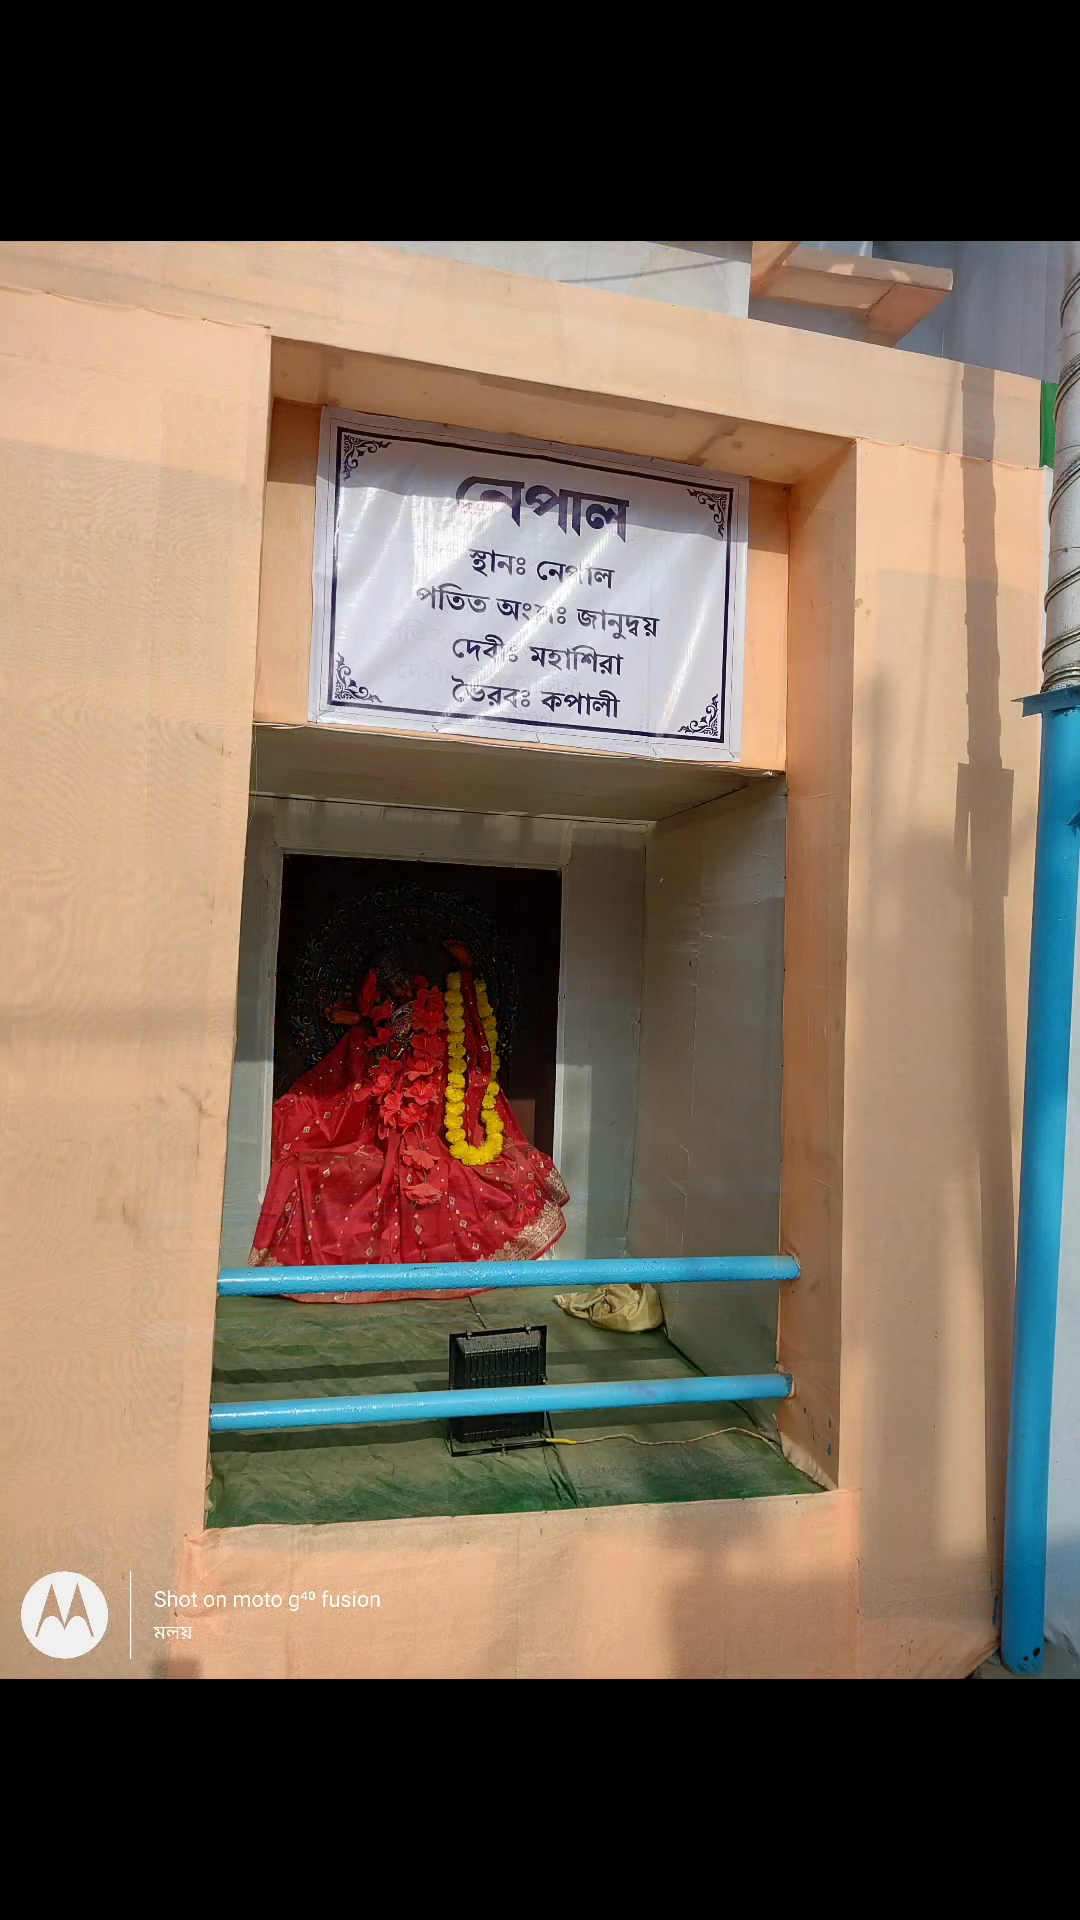 নেপাল
স্থানঃ নেপাল
পতিত অংশঃ জানুদ্বয়
দেবীঃ মহাশিরা
ভৈরবঃ কপালী
Shot on moto g⁴⁰ fusion
মলয়